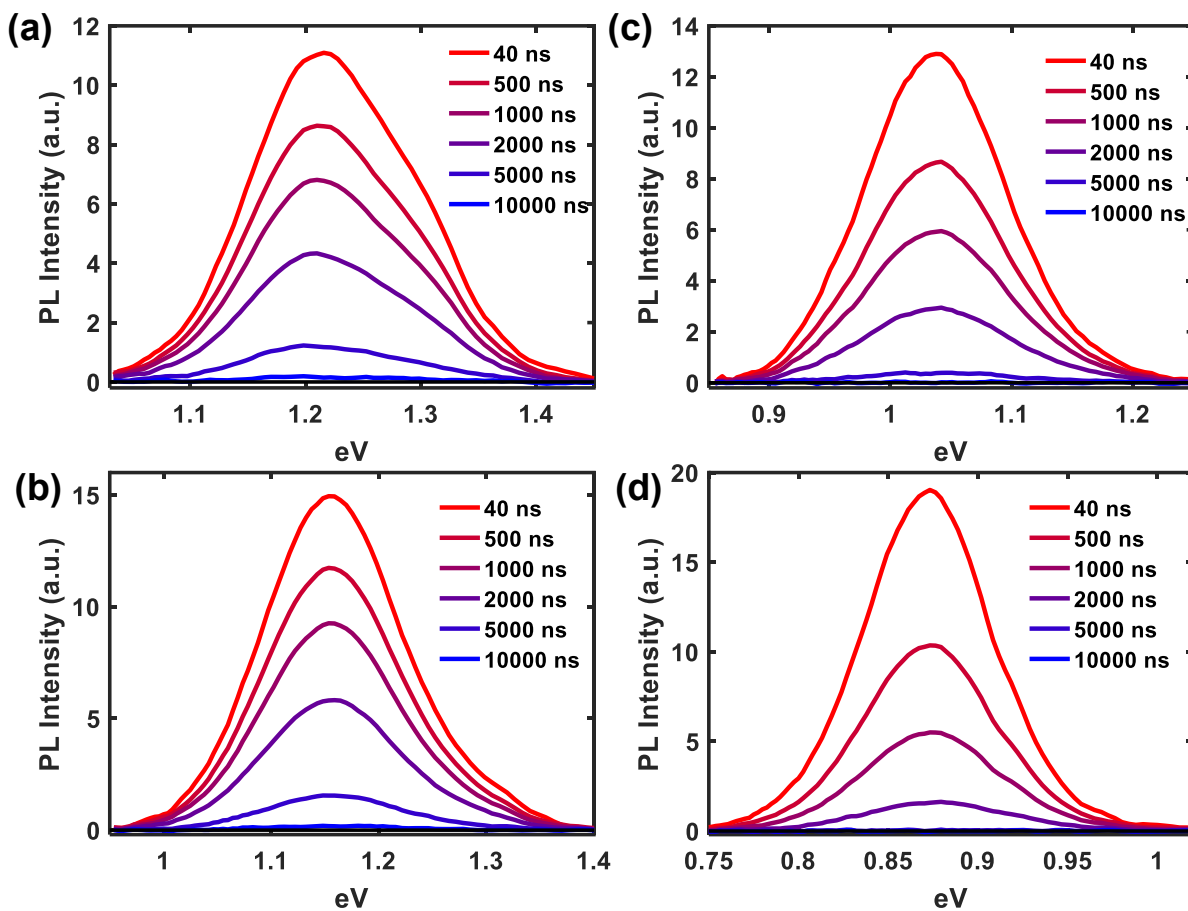 (a)
12
10
8
6
4
2
0
PL Intensity (a.u.)
1.1 1.2 1.3 1.4
eV
40 ns
500 ns
1000 ns
2000 ns
5000 ns
10000 ns
(c)
14
12
10
8
6
4
2
0
PL Intensity (a.u.)
0.9 1 1.1 1.2
eV
40 ns
500 ns
1000 ns
2000 ns
5000 ns
10000 ns
(b)
15
10
5
0
PL Intensity (a.u.)
1 1.1 1.2 1.3 1.4
eV
40 ns
500 ns
1000 ns
2000 ns
5000 ns
10000 ns
(d)
20
15
10
5
0
PL Intensity (a.u.)
0.75 0.8 0.85 0.9 0.95 1
eV
40 ns
500 ns
1000 ns
2000 ns
5000 ns
10000 ns